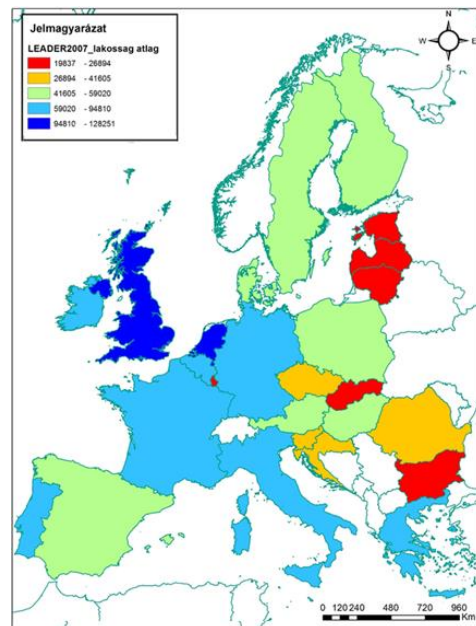 Jelmagyarázat
LEADER2007_lakossag atlag
19837 - 26894
26894 - 41605
41605 - 59020
59020 - 94810
94810 - 128251
N
W E
S
0 120 240 480 720 960
Km